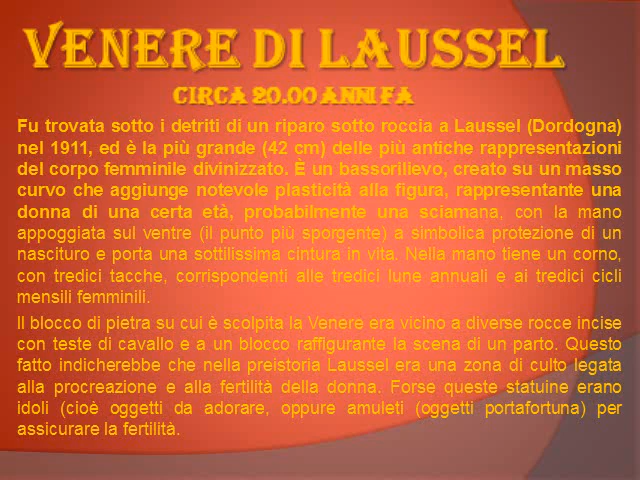 VENERE DI LAUSSEL
CIRCA 20.00 ANNI FA
Fu trovata sotto i detriti di un riparo sotto roccia a Laussel (Dordogna)
nel 1911, ed è la più grande (42 cm) delle più antiche rappresentazioni
del corpo femminile divinizzato. È un bassorilievo, creato su un masso
curvo che aggiunge notevole plasticità alla figura, rappresentante una
donna di una certa età, probabilmente una sciamana, con la mano
appoggiata sul ventre (il punto più sporgente) a simbolica protezione di un
nascituro e porta una sottilissima cintura in vita. Nella mano tiene un corno,
con tredici tacche, corrispondenti alle tredici lune annuali e ai tredici cicli
mensili femminili.
Il blocco di pietra su cui è scolpita la Venere era vicino a diverse rocce incise
con teste di cavallo e a un blocco raffigurante la scena di un parto. Questo
fatto indicherebbe che nella preistoria Laussel era una zona di culto legata
alla procreazione e alla fertilità della donna. Forse queste statuine erano
idoli (cioè oggetti da adorare, oppure amuleti (oggetti portafortuna) per
assicurare la fertilità.